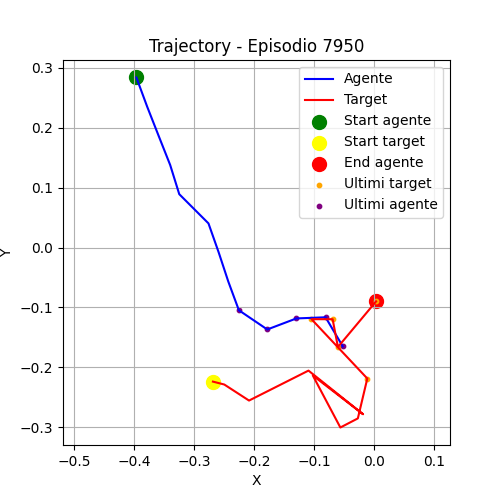 Trajectory - Episodio 7950
Agente
Target
Start agente
Start target
End agente
Ultimi target
Ultimi agente
0.3
0.2
0.1
0.0
−0.1
−0.2
−0.3
Y
−0.5 −0.4 −0.3 −0.2 −0.1 0.0 0.1
X